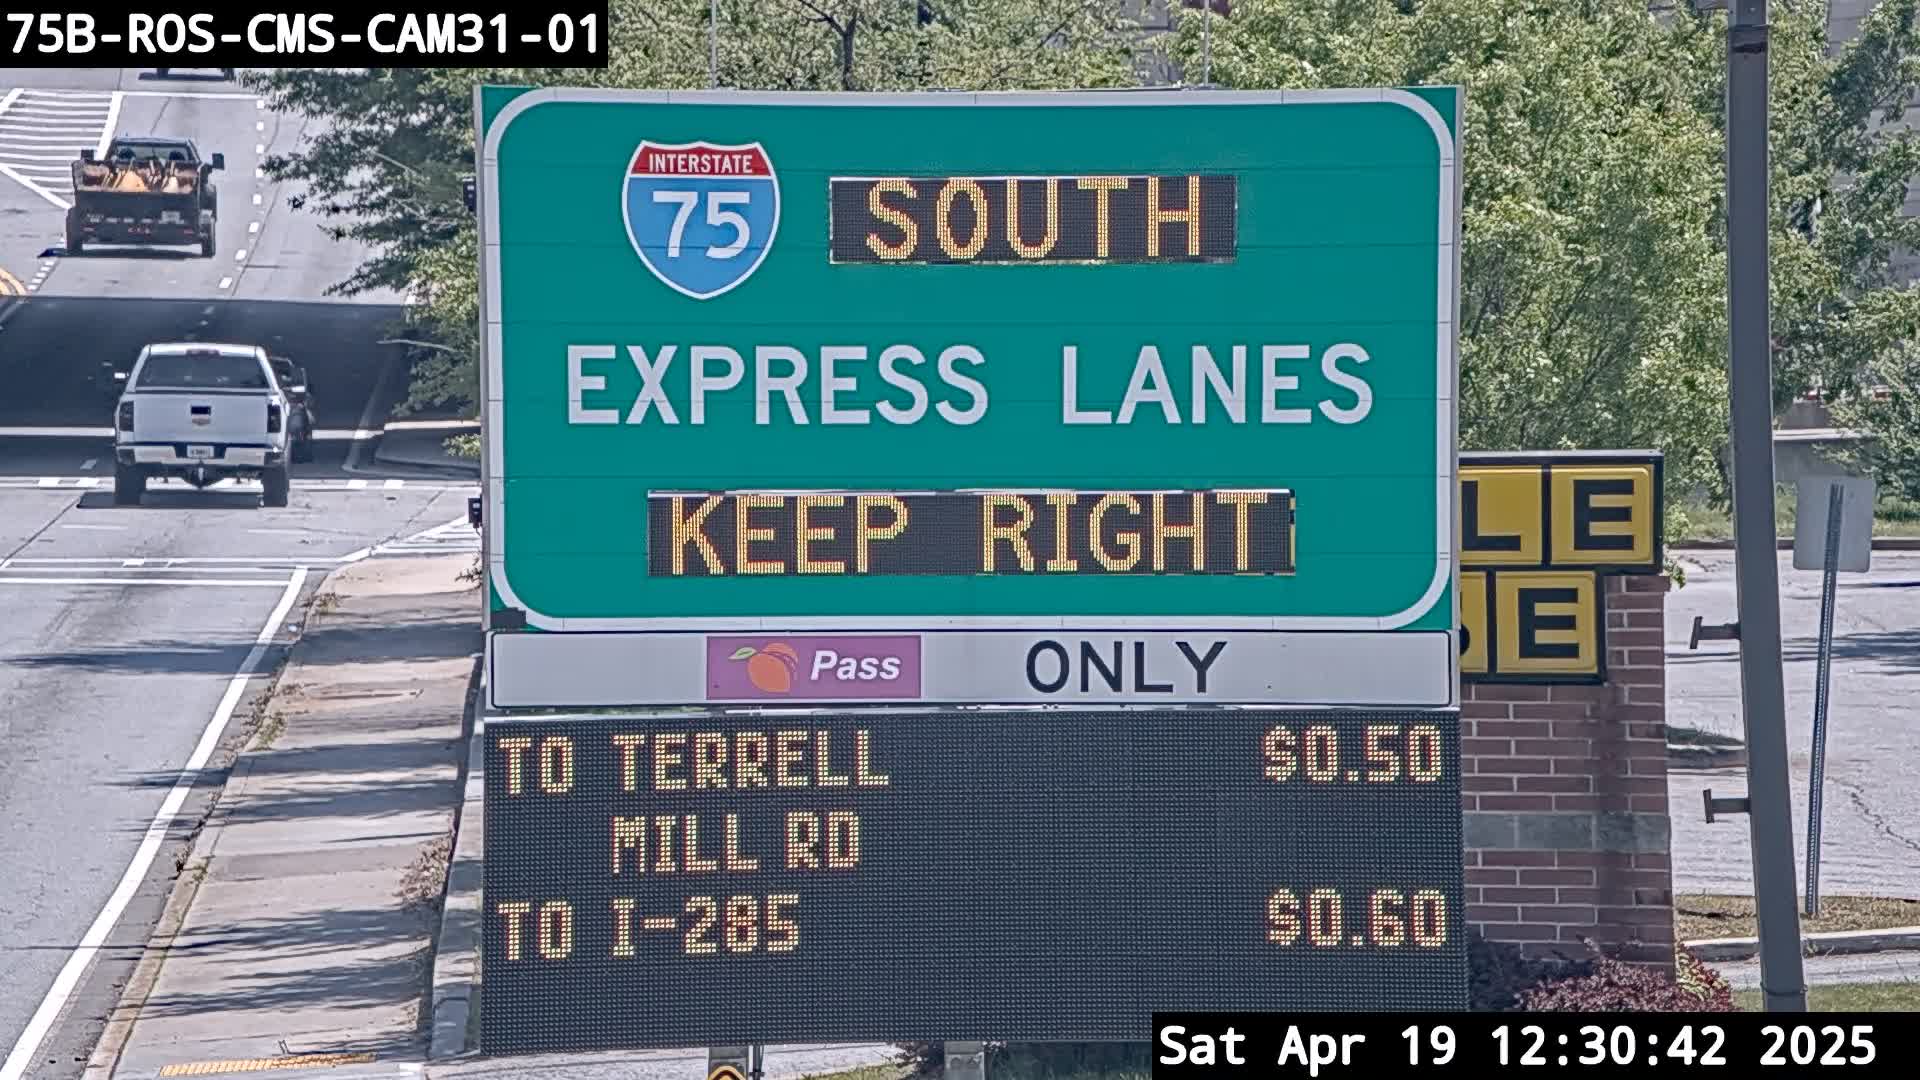 75B-ROS-CMS-CAM31-01
INTERSTATE
75
SOUTH
EXPRESS LANES
KEEP RIGHT
Pass ONLY
TO TERRELL $0.50
MILL RD
TO I-285 $0.60
LE
E
Sat Apr 19 12:30:42 2025